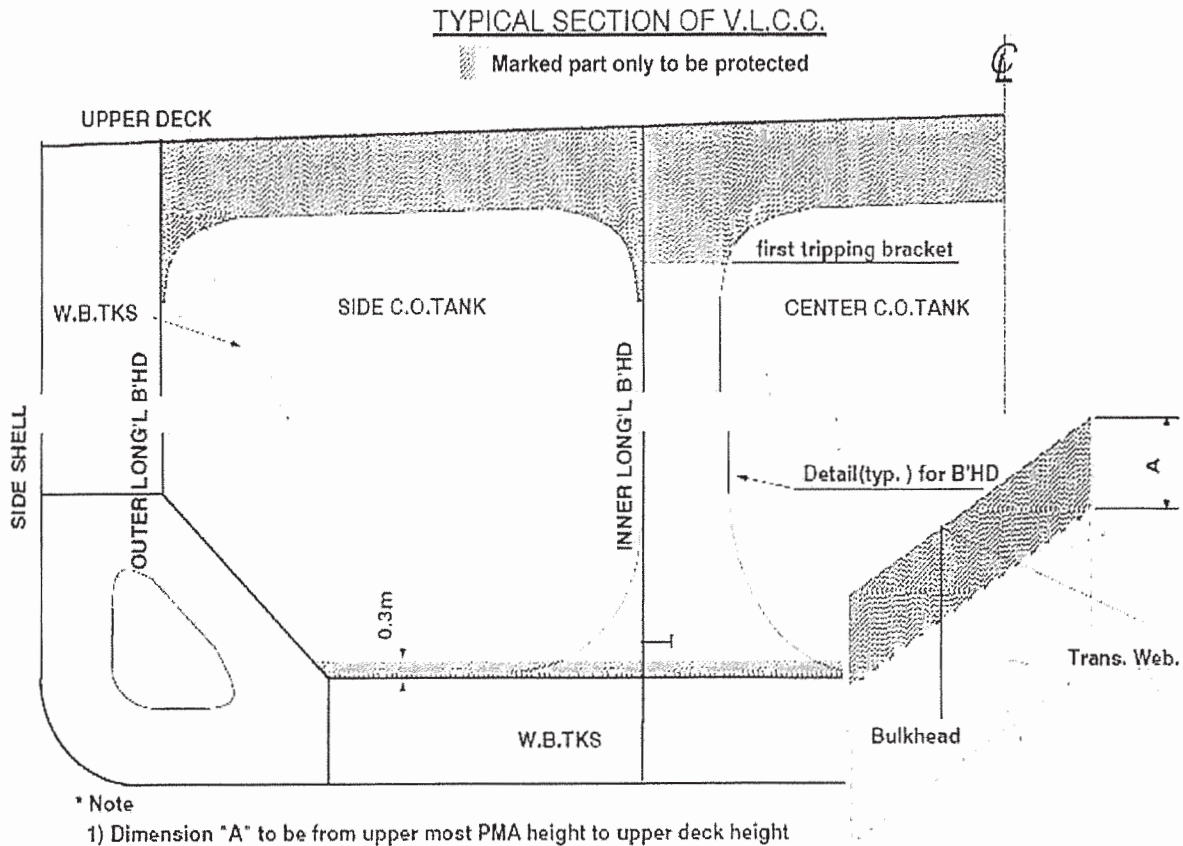 TYPICAL SECTION OF V.L.C.C.
Marked part only to be protected
CL
UPPER DECK
first tripping bracket
W.B.TKS
SIDE C.O.TANK
CENTER C.O.TANK
SIDE SHELL
OUTER LONG'L B'HD
INNER LONG'L B'HD
Detail(typ.) for B'HD
A
0.3m
Trans. Web.
Bulkhead
W.B.TKS
* Note
1) Dimension "A" to be from upper most PMA height to upper deck height